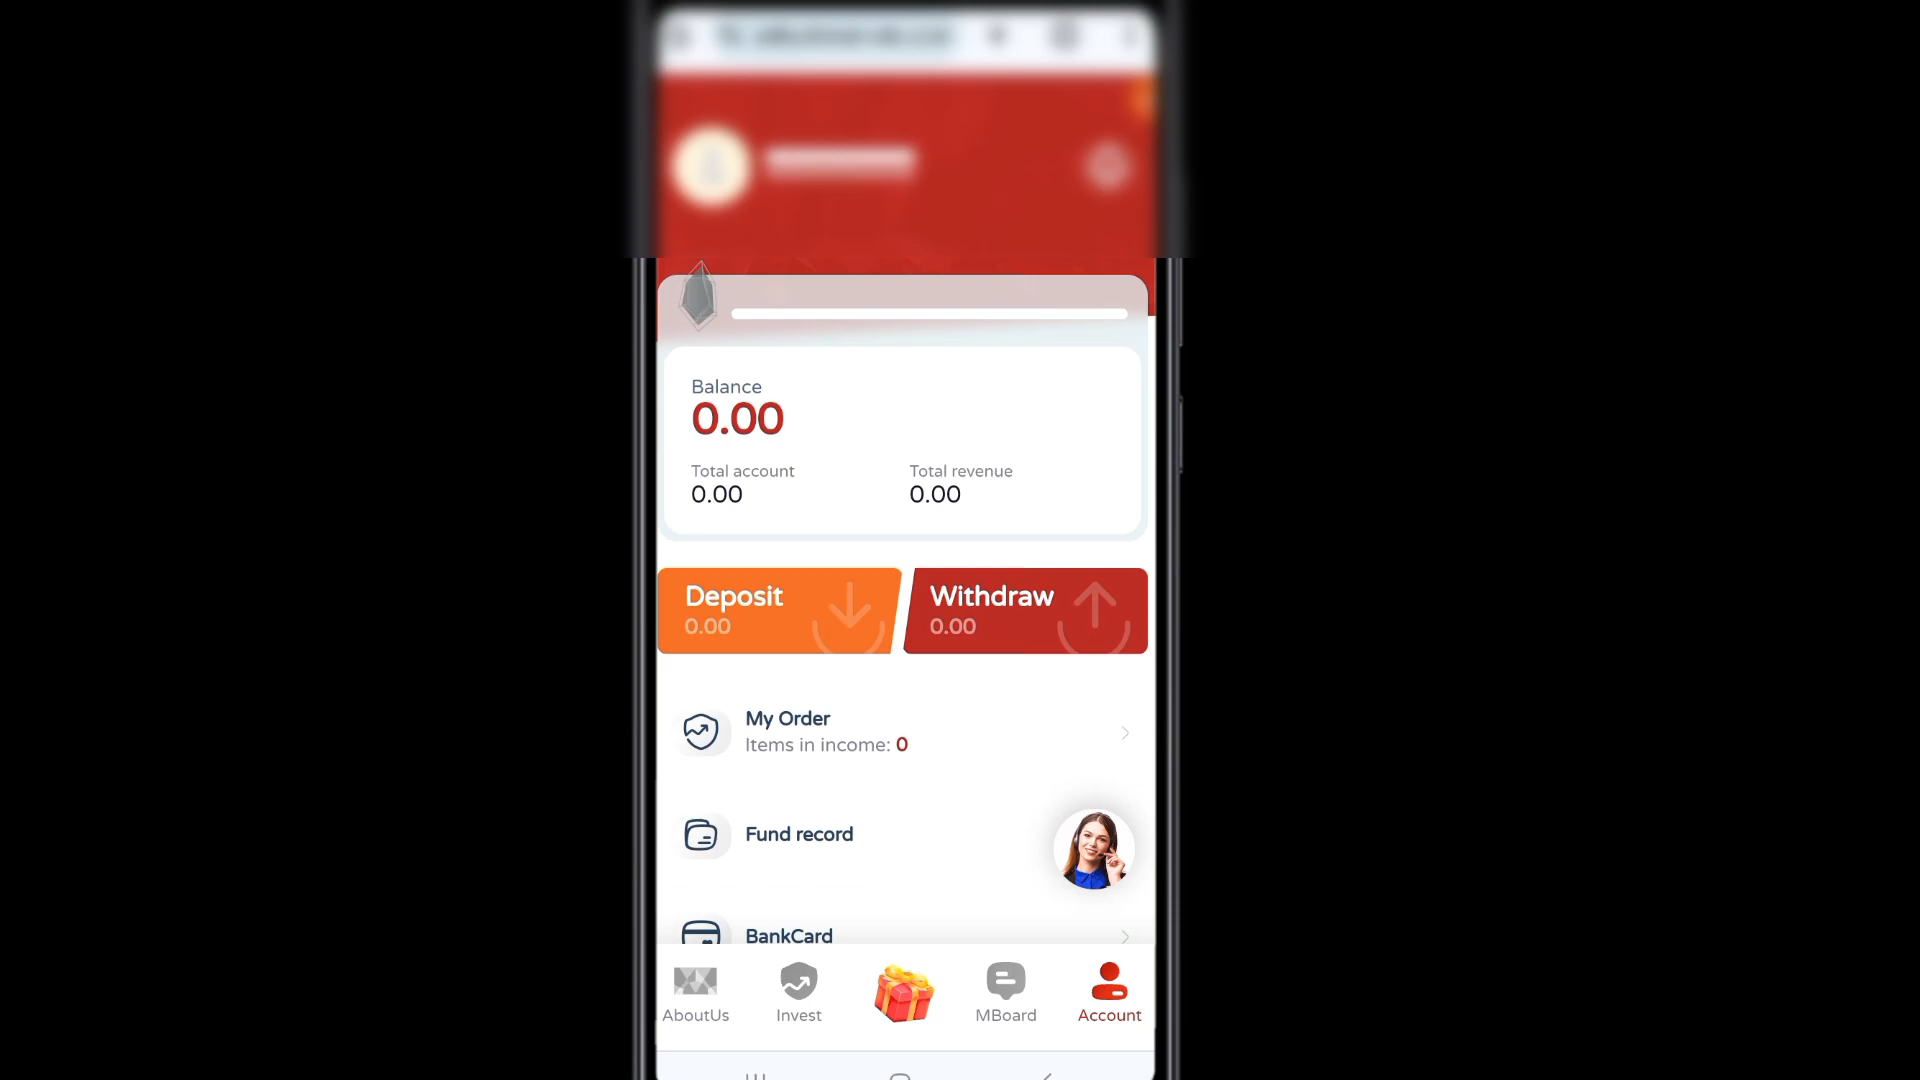 Balance
0.00
Total account
Total revenue
0.00
0.00
Deposit
0.00
Withdraw
0.00
My Order
Items in income: 0
Fund record
BankCard
AboutUs
Invest
MBoard
Account